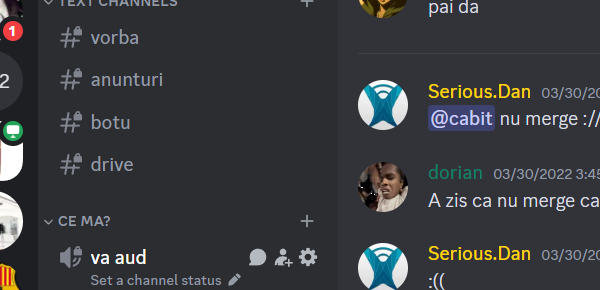 TEXT CHANNELS
vorba
anunturi
botu
drive
CE MA?
va aud
Set a channel status
1
2
pai da
Serious.Dan 03/30/20
@cabit nu merge ://
dorian 03/30/2022 3:45
A zis ca nu merge ca
Serious.Dan 03/30/20
:((